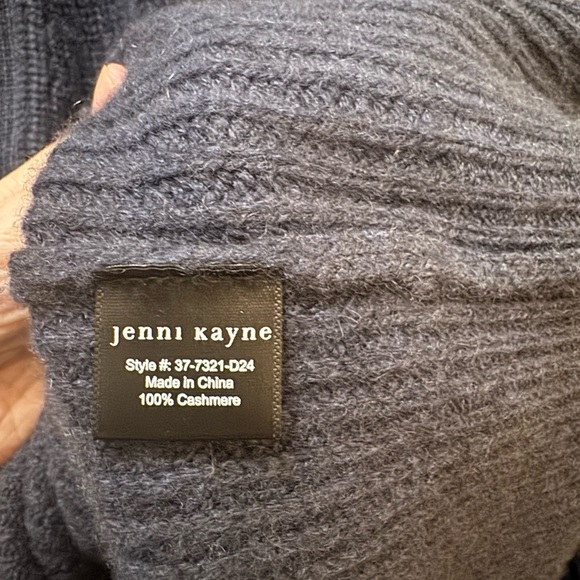 jenni kayne
Style #: 37-7321-D24
Made in China
100% Cashmere